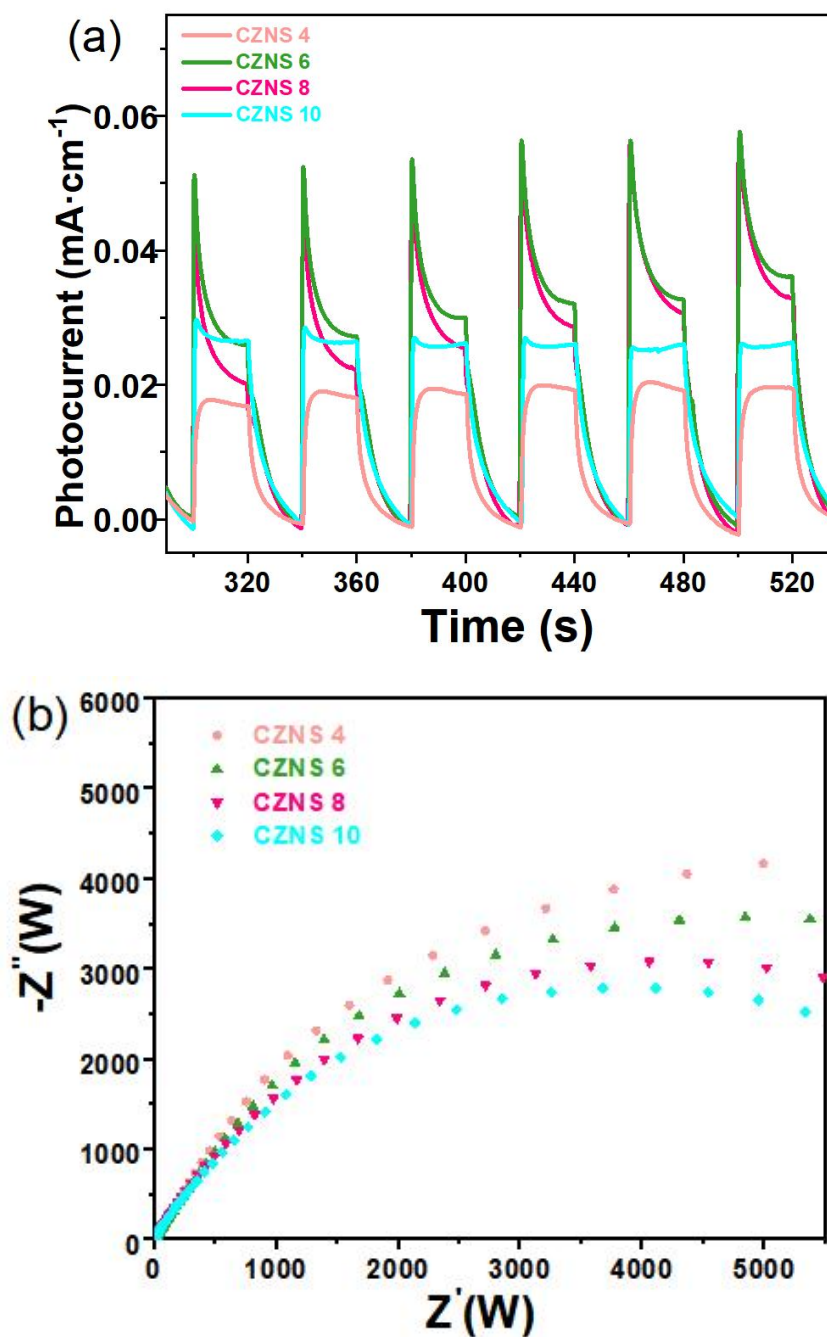 (a)
CZNS 4
CZNS 6
CZNS 8
CZNS 10
Photocurrent (mA·cm⁻¹)
0.06
0.04
0.02
0.00
320 360 400 440 480 520
Time (s)
(b)
CZNS 4
CZNS 6
CZNS 8
CZNS 10
-Z''(W)
6000
5000
4000
3000
2000
1000
0
0 1000 2000 3000 4000 5000
Z'(W)